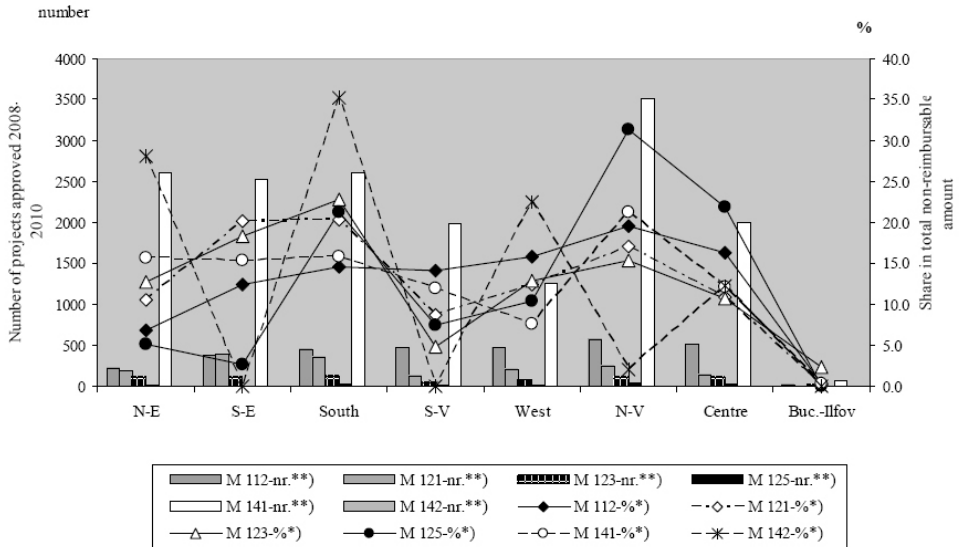 number
%
4000
3500
3000
2500
2000
1500
1000
500
0
Number of projects approved 2008-
2010
40.0
35.0
30.0
25.0
20.0
15.0
10.0
5.0
0.0
Share in total non-reimbursable
amount
N-E S-E South S-V West N-V Centre Buc.-Ilfov
M 112-nr.**) M 121-nr.**) M 123-nr.**) M 125-nr.**)
M 141-nr.**) M 142-nr.**) M 112-%*) M 121-%*)
M 123-%*) M 125-%*) M 141-%*) M 142-%*)